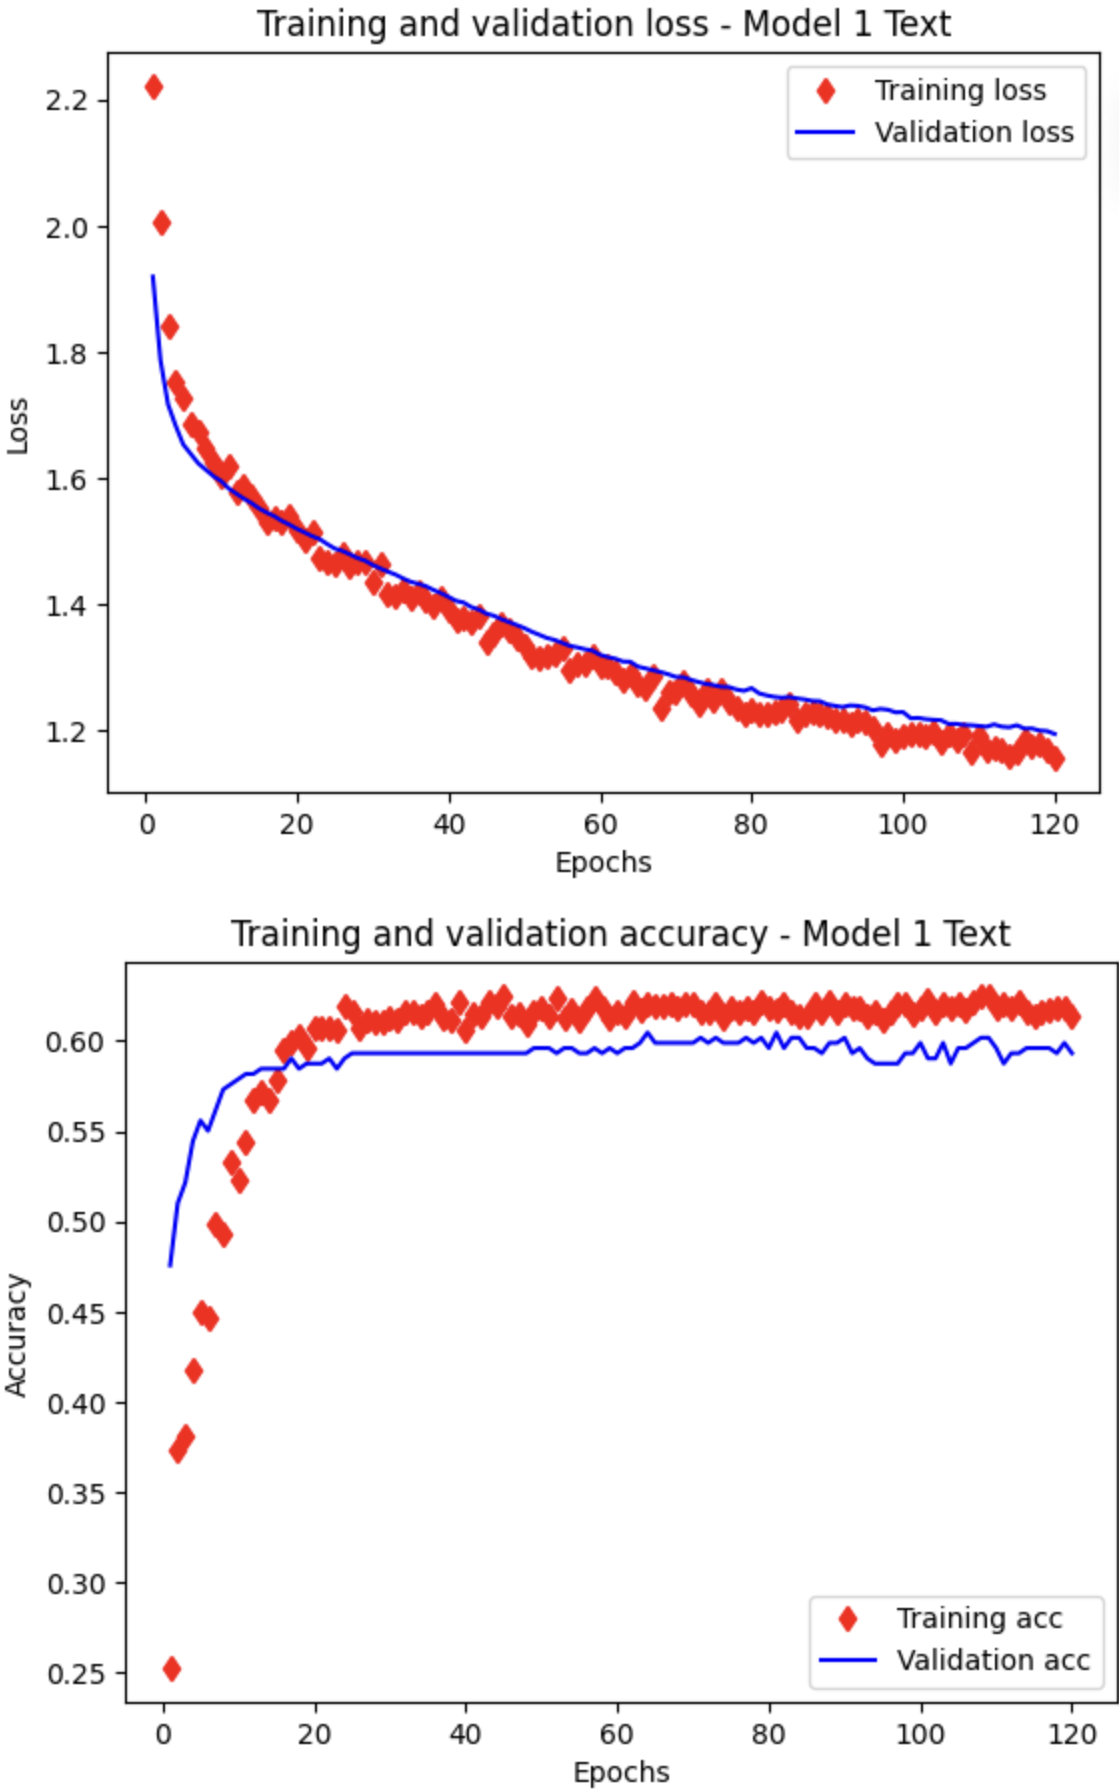 Training and validation loss - Model 1 Text
Training loss
Validation loss
2.2
2.0
1.8
1.6
1.4
1.2
Loss
0 20 40 60 80 100 120
Epochs
Training and validation accuracy - Model 1 Text
0.60
0.55
0.50
0.45
0.40
0.35
0.30
0.25
Accuracy
Training acc
Validation acc
0 20 40 60 80 100 120
Epochs